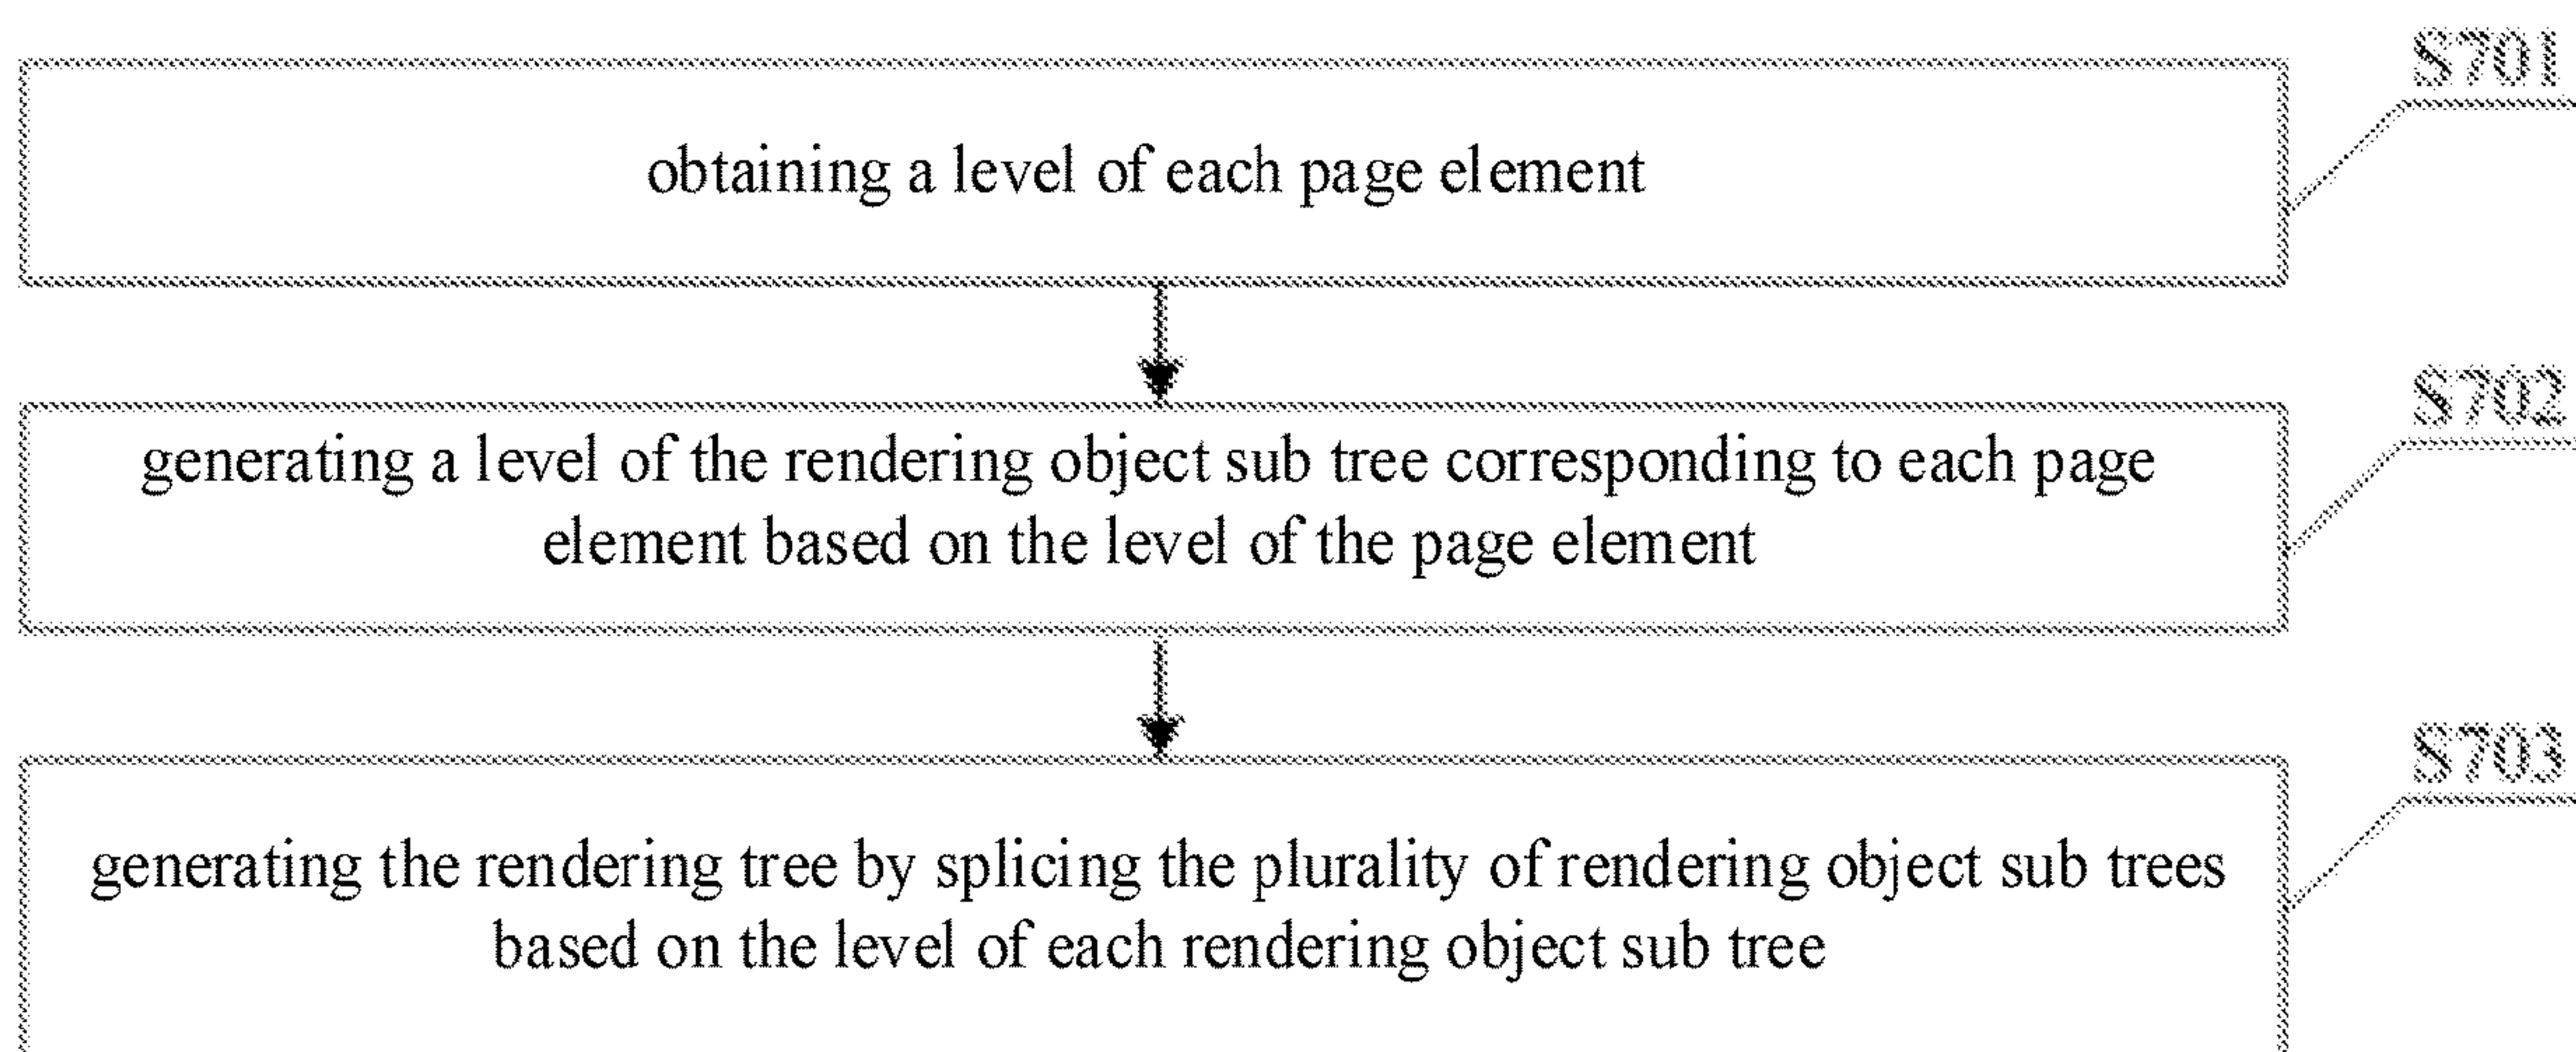 S701
obtaining a level of each page element
S702
generating a level of the rendering object sub tree corresponding to each page
element based on the level of the page element
S703
generating the rendering tree by splicing the plurality of rendering object sub trees
based on the level of each rendering object sub tree